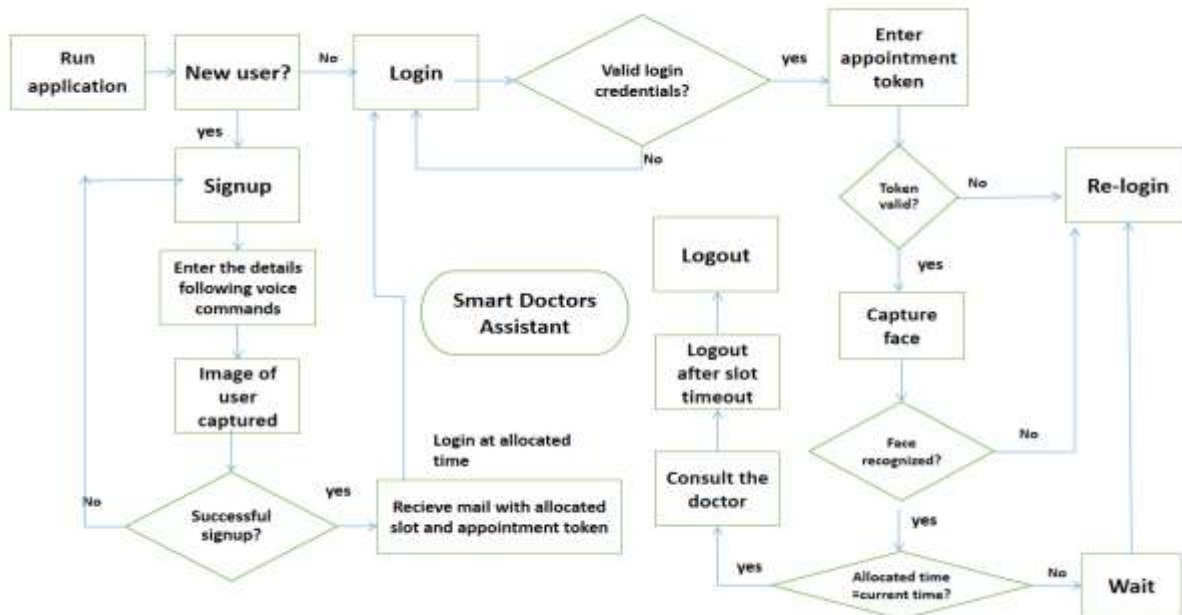 Run
application
New user?
No
Login
Valid login
credentials?
yes
Enter
appointment
token
yes
No
Signup
Token
valid?
No
Re-login
Enter the details
following voice
commands
Smart Doctors
Assistant
Logout
yes
Capture
face
Image of
user
captured
Logout
after slot
timeout
Login at allocated
time
Face
recognized?
No
No
Successful
signup?
yes
Recieve mail with allocated
slot and appointment token
Consult the
doctor
yes
yes
Allocated time
=current time?
No
Wait